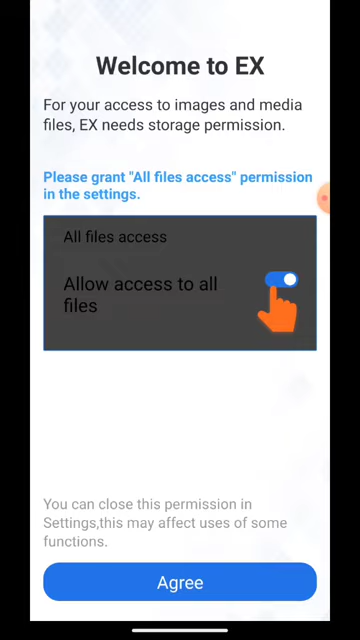 Welcome to EX
For your access to images and media
files, EX needs storage permission.
Please grant "All files access" permission
in the settings.
All files access
Allow access to all
files
You can close this permission in
Settings,this may affect uses of some
functions.
Agree